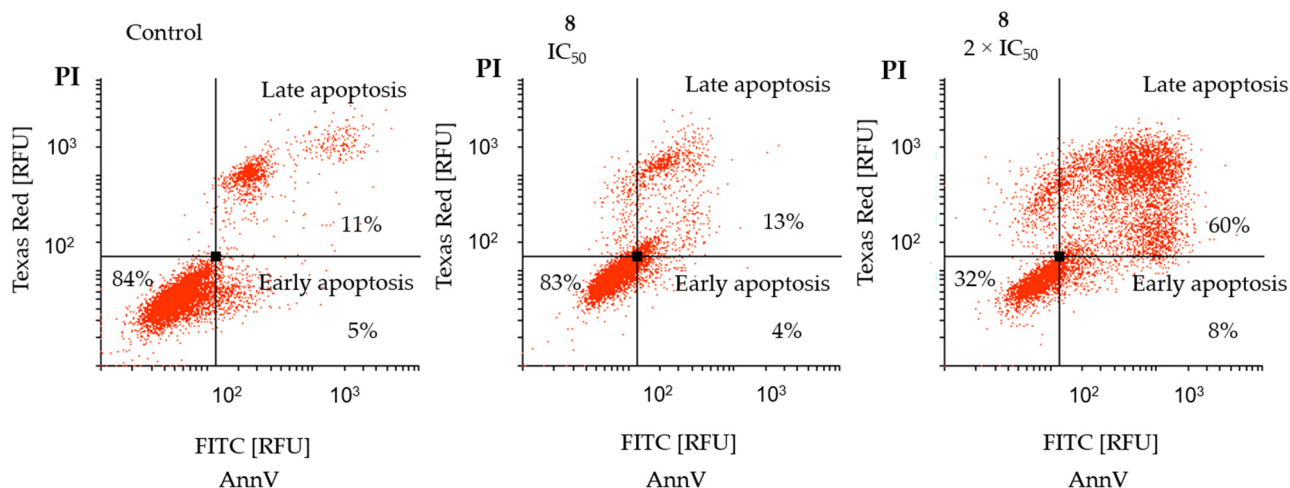 Control
PI
Late apoptosis
Texas Red [RFU]
10³
11%
10²
84%
Early apoptosis
5%
10² 10³
FITC [RFU]
AnnV
8
IC₅₀
PI
Late apoptosis
Texas Red [RFU]
10³
13%
10²
83%
Early apoptosis
4%
10² 10³
FITC [RFU]
AnnV
8
2 × IC₅₀
PI
Late apoptosis
Texas Red [RFU]
10³
60%
10²
32%
Early apoptosis
8%
10² 10³
FITC [RFU]
AnnV